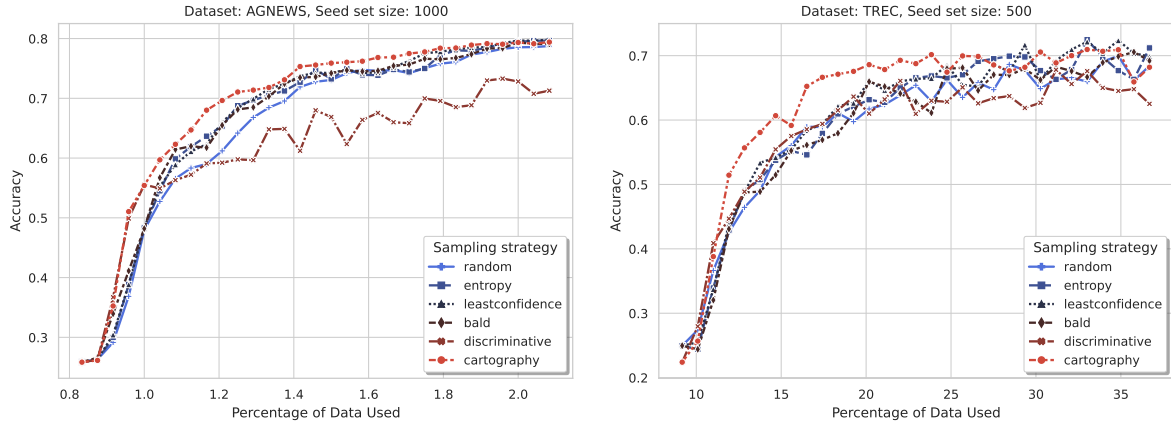 Dataset: AGNEWS, Seed set size: 1000
0.8
0.7
0.6
0.5
0.4
0.3
Accuracy
0.8
1.0
1.2
1.4
1.6
1.8
2.0
Percentage of Data Used
Sampling strategy
random
entropy
leastconfidence
bald
discriminative
cartography
Dataset: TREC, Seed set size: 500
0.7
0.6
0.5
0.4
0.3
0.2
Accuracy
10
15
20
25
30
35
Percentage of Data Used
Sampling strategy
random
entropy
leastconfidence
bald
discriminative
cartography